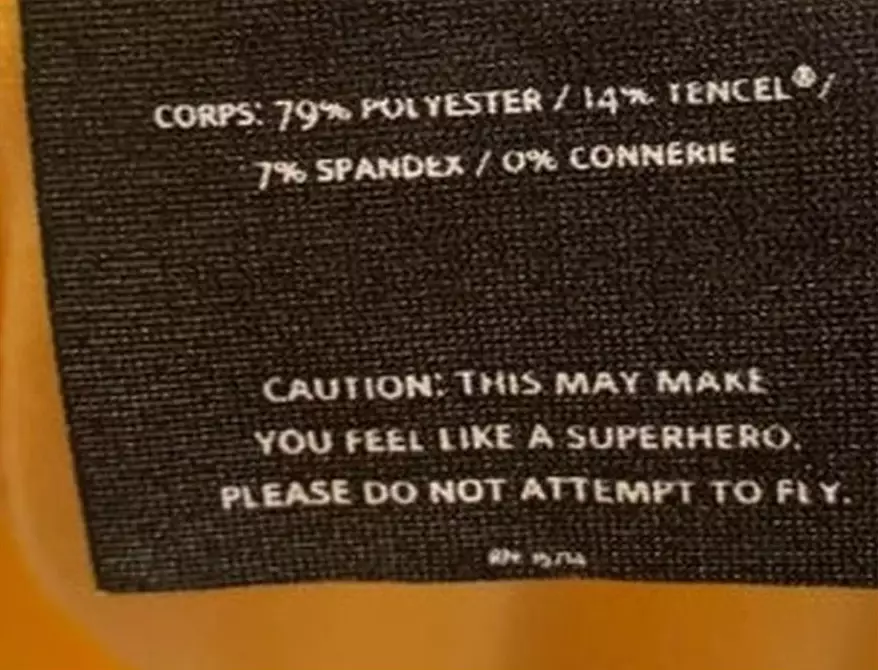 CORPS: 79% POLYESTER / 14% TENCEL®/
7% SPANDEX / 0% CONNERIE
CAUTION: THIS MAY MAKE
YOU FEEL LIKE A SUPERHERO.
PLEASE DO NOT ATTEMPT TO FLY.